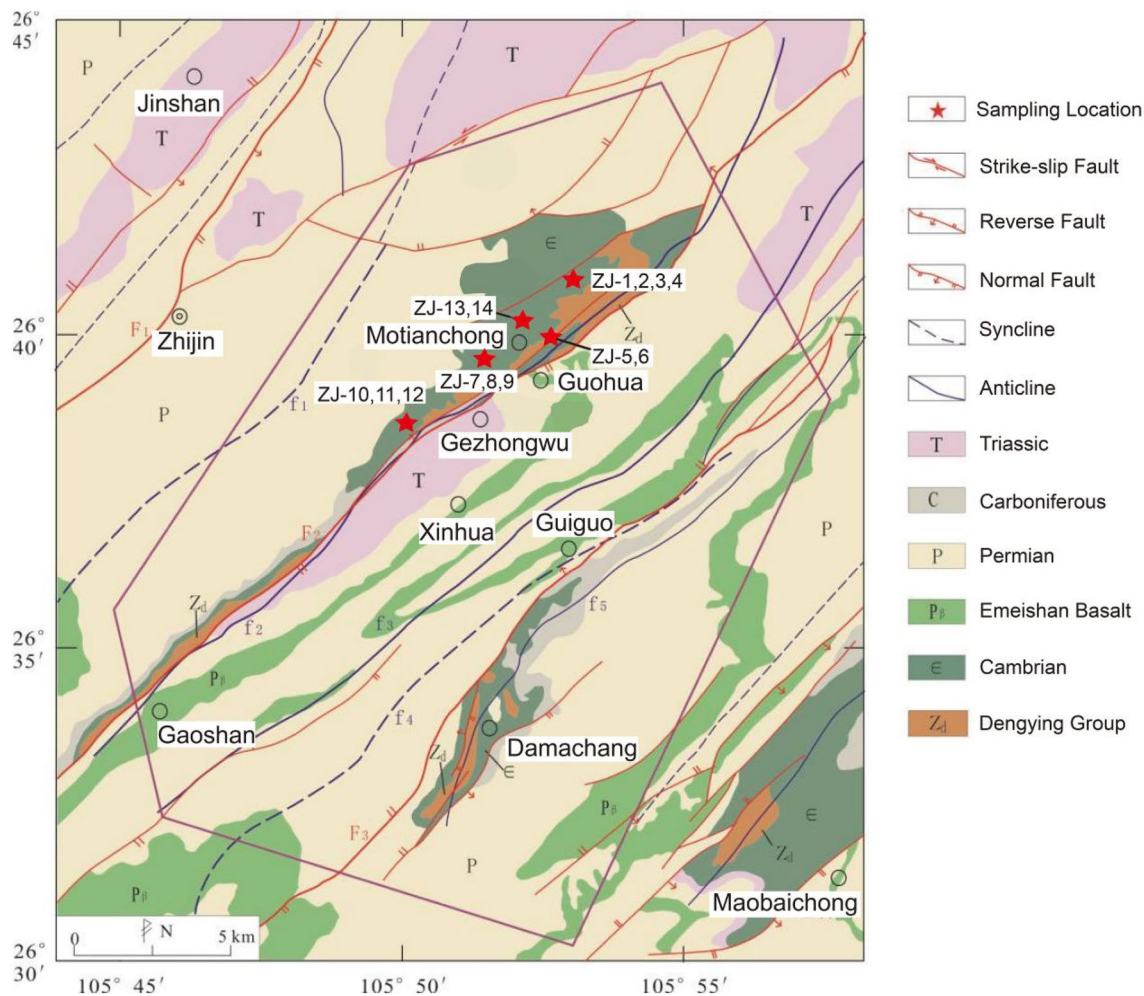 26°
45′
P
Jinshan
T
T
T
T
F₁
Zhijin
∈
ZJ-1,2,3,4
ZJ-13,14
Motianchong
Zd
ZJ-5,6
ZJ-7,8,9
Guohua
26°
40′
P
f₁
ZJ-10,11,12
Gezhongwu
T
Xinhua
Guiguo
P
F₂
Zd
f₂
f₃
f₅
26°
35′
Pβ
Gaoshan
f₄
Damachang
Zd
∈
F₃
P
Pβ
∈
Zd
Maobaichong
Pβ
N
0
5 km
26°
30′
105° 45′
105° 50′
105° 55′
Sampling Location
Strike-slip Fault
Reverse Fault
Normal Fault
Syncline
Anticline
T Triassic
C Carboniferous
P Permian
Pβ Emeishan Basalt
∈ Cambrian
Zd Dengying Group